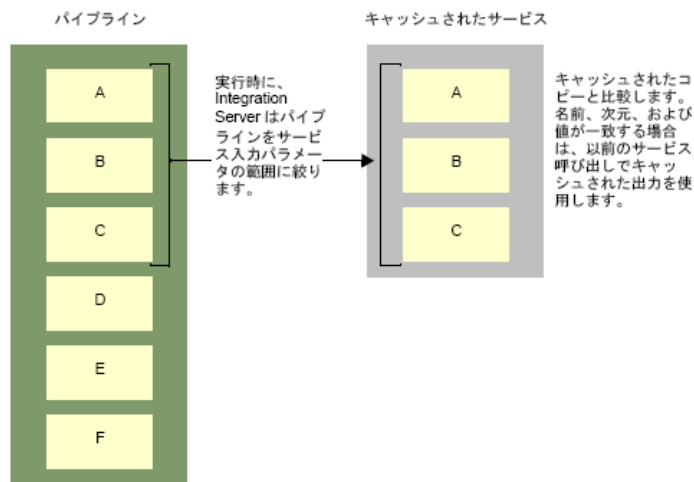 パイプライン
キャッシュされたサービス
A
B
C
D
E
F
実行時に、
Integration
Server はパイプ
ラインをサービ
ス入力パラメー
タの範囲に絞り
ます。
A
B
C
キャッシュされたコ
ピーと比較します。
名前、次元、および
値が一致する場合
は、以前のサービス
呼び出しでキャッ
シュされた出力を使
用します。